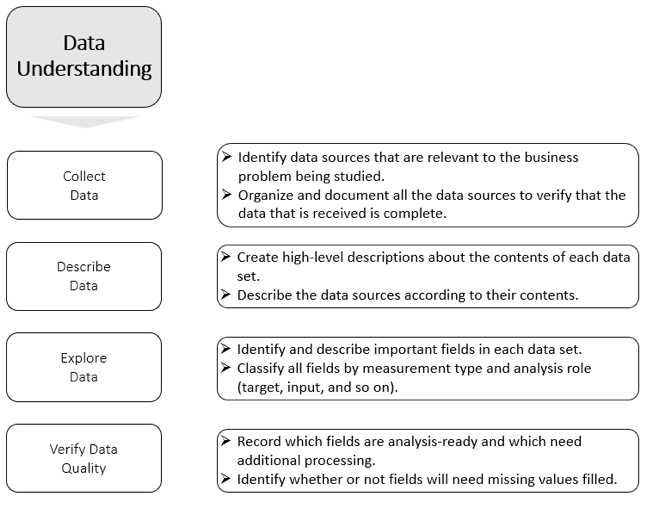 Data
Understanding
Collect
Data
➢ Identify data sources that are relevant to the business
problem being studied.
➢ Organize and document all the data sources to verify that the
data that is received is complete.
Describe
Data
➢ Create high-level descriptions about the contents of each data
set.
➢ Describe the data sources according to their contents.
Explore
Data
➢ Identify and describe important fields in each data set.
➢ Classify all fields by measurement type and analysis role
(target, input, and so on).
Verify Data
Quality
➢ Record which fields are analysis-ready and which need
additional processing.
➢ Identify whether or not fields will need missing values filled.